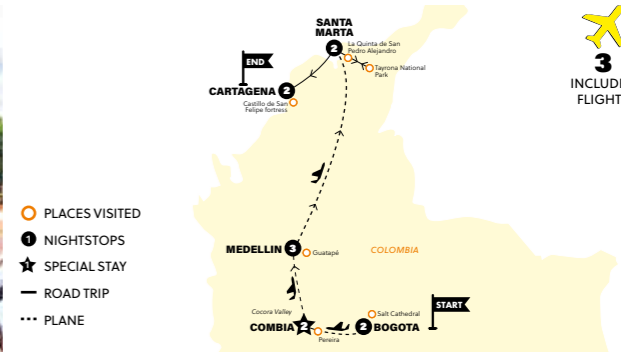 SANTA
MARTA
2
La Quinta de San
Pedro Alejandro
Tayrona National
Park
END
CARTAGENA 2
Castillo de San
Felipe fortress
3
INCLUDE
FLIGHT
PLACES VISITED
1 NIGHTSTOPS
1 SPECIAL STAY
ROAD TRIP
PLANE
MEDELLIN 3
Guatapé
COLOMBIA
START
Cocora Valley
Salt Cathedral
COMBIA 2
2 BOGOTA
Pereira